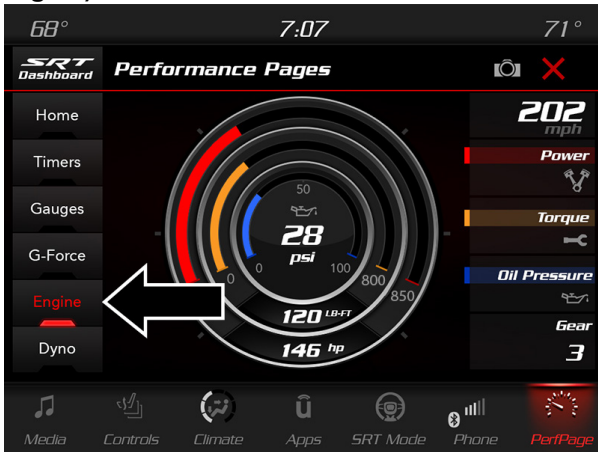 68° 7:07 71°
SRT
Dashboard
Performance Pages
Home
Timers
Gauges
G-Force
Engine
Dyno
50
28
psi
0
0
100
800
850
120 LB-FT
146 hp
202
mph
Power
Torque
Oil Pressure
Gear
3
Media Controls Climate Apps SRT Mode Phone PerfPage